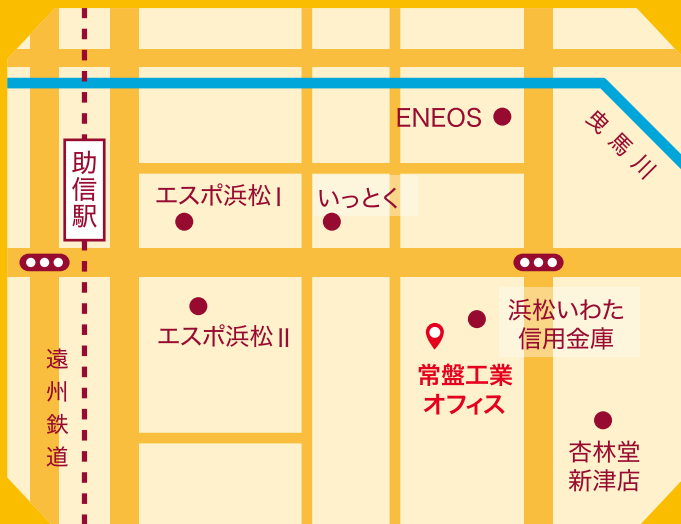 ENEOS
曳馬川
助信駅
エスポ浜松Ⅰ
いっとく
エスポ浜松Ⅱ
浜松いわた
信用金庫
常盤工業
オフィス
遠州鉄道
杏林堂
新津店